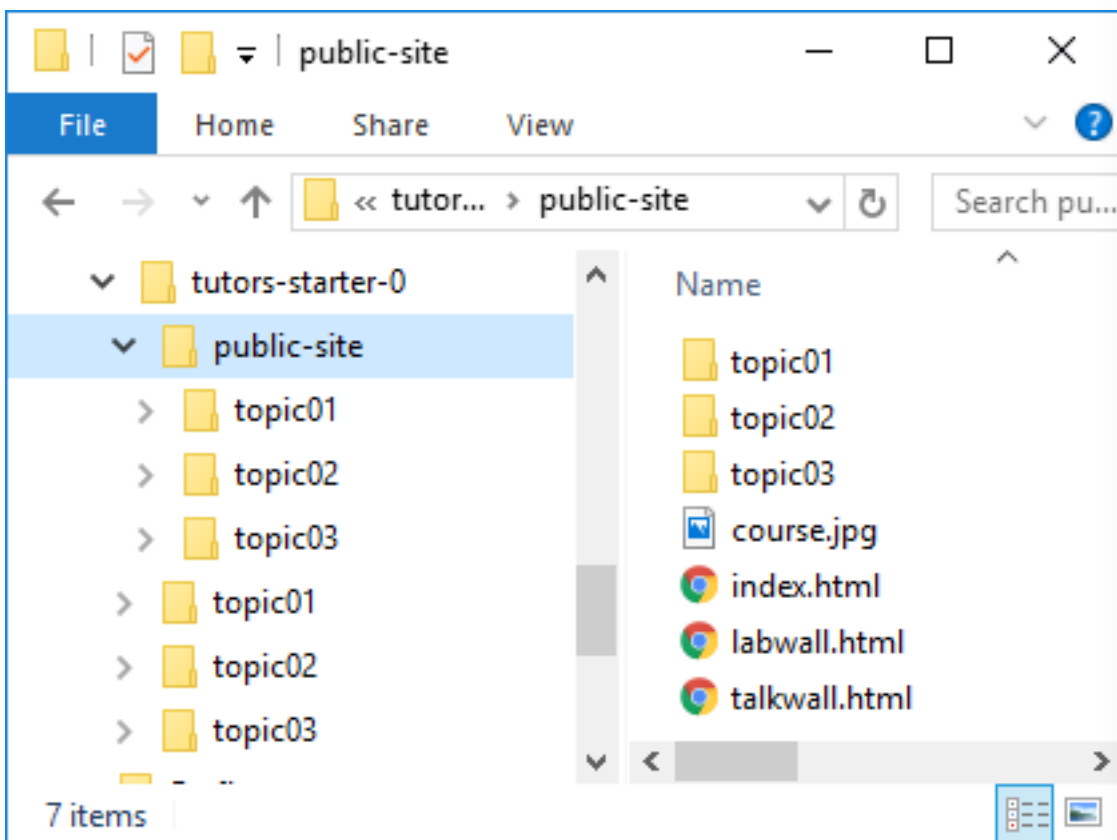 public-site
File Home Share View
« tutor... > public-site Search pu...
tutors-starter-0
public-site
topic01
topic02
topic03
topic01
topic02
topic03
Name
topic01
topic02
topic03
course.jpg
index.html
labwall.html
talkwall.html
7 items